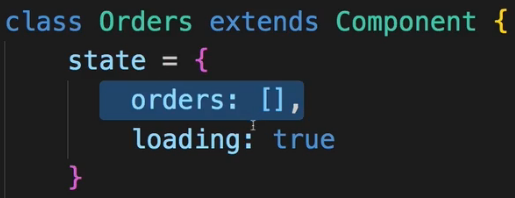 class Orders extends Component {
state = {
orders: [],
loading: true
}